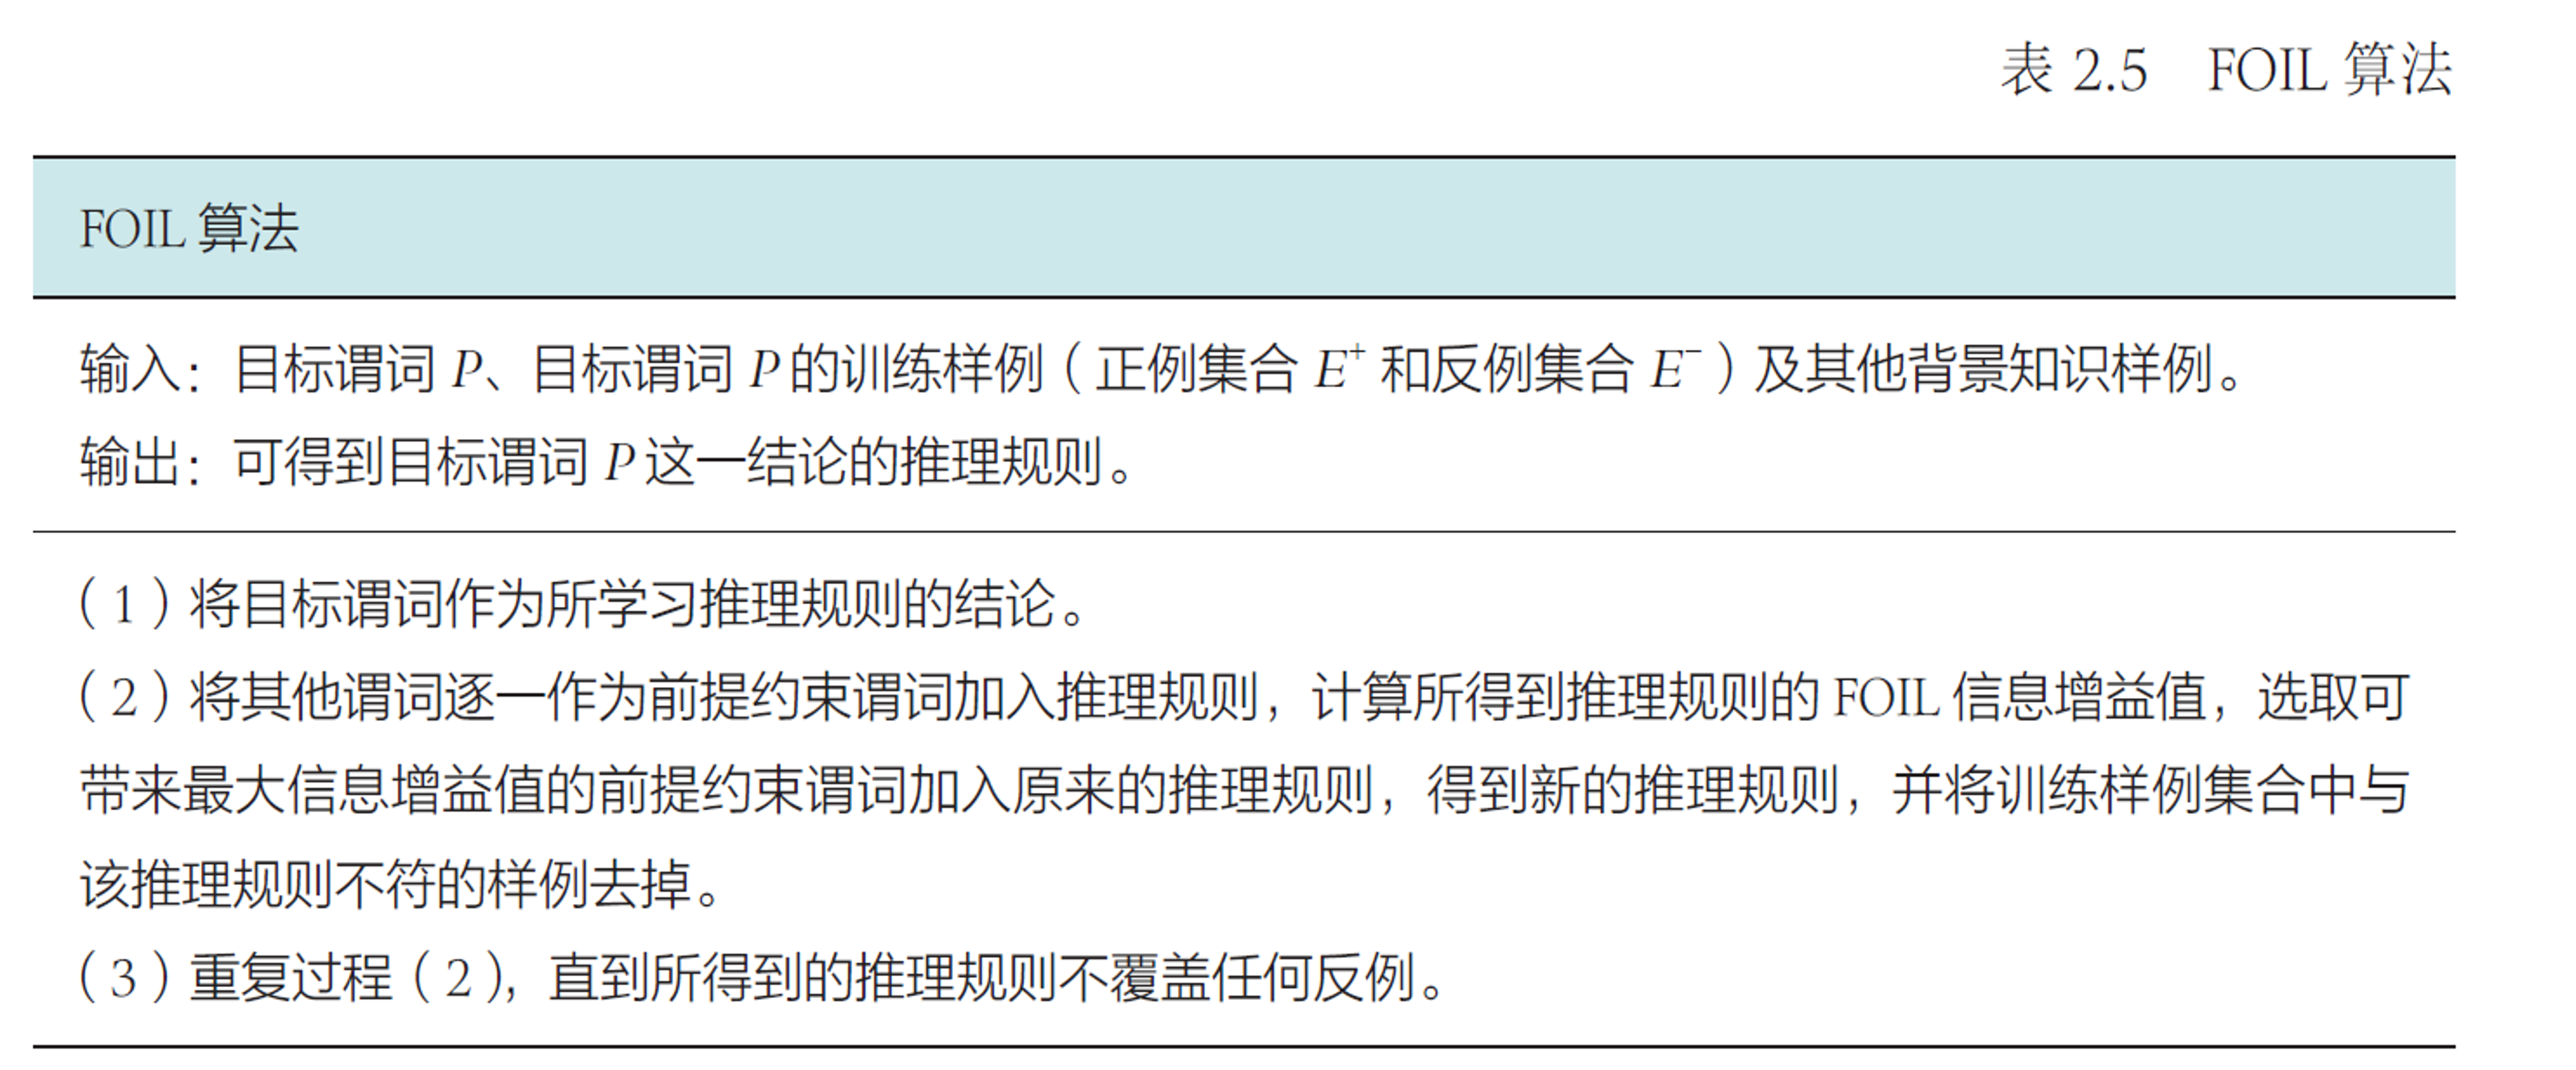 表 2.5 FOIL 算法
FOIL 算法
输入：目标谓词 P、目标谓词 P 的训练样例（正例集合 E⁺ 和反例集合 E⁻）及其他背景知识样例。
输出：可得到目标谓词 P 这一结论的推理规则。
（1）将目标谓词作为所学习推理规则的结论。
（2）将其他谓词逐一作为前提约束谓词加入推理规则，计算所得到推理规则的 FOIL 信息增益值，选取可
带来最大信息增益值的前提约束谓词加入原来的推理规则，得到新的推理规则，并将训练样例集合中与
该推理规则不符的样例去掉。
（3）重复过程（2），直到所得到的推理规则不覆盖任何反例。